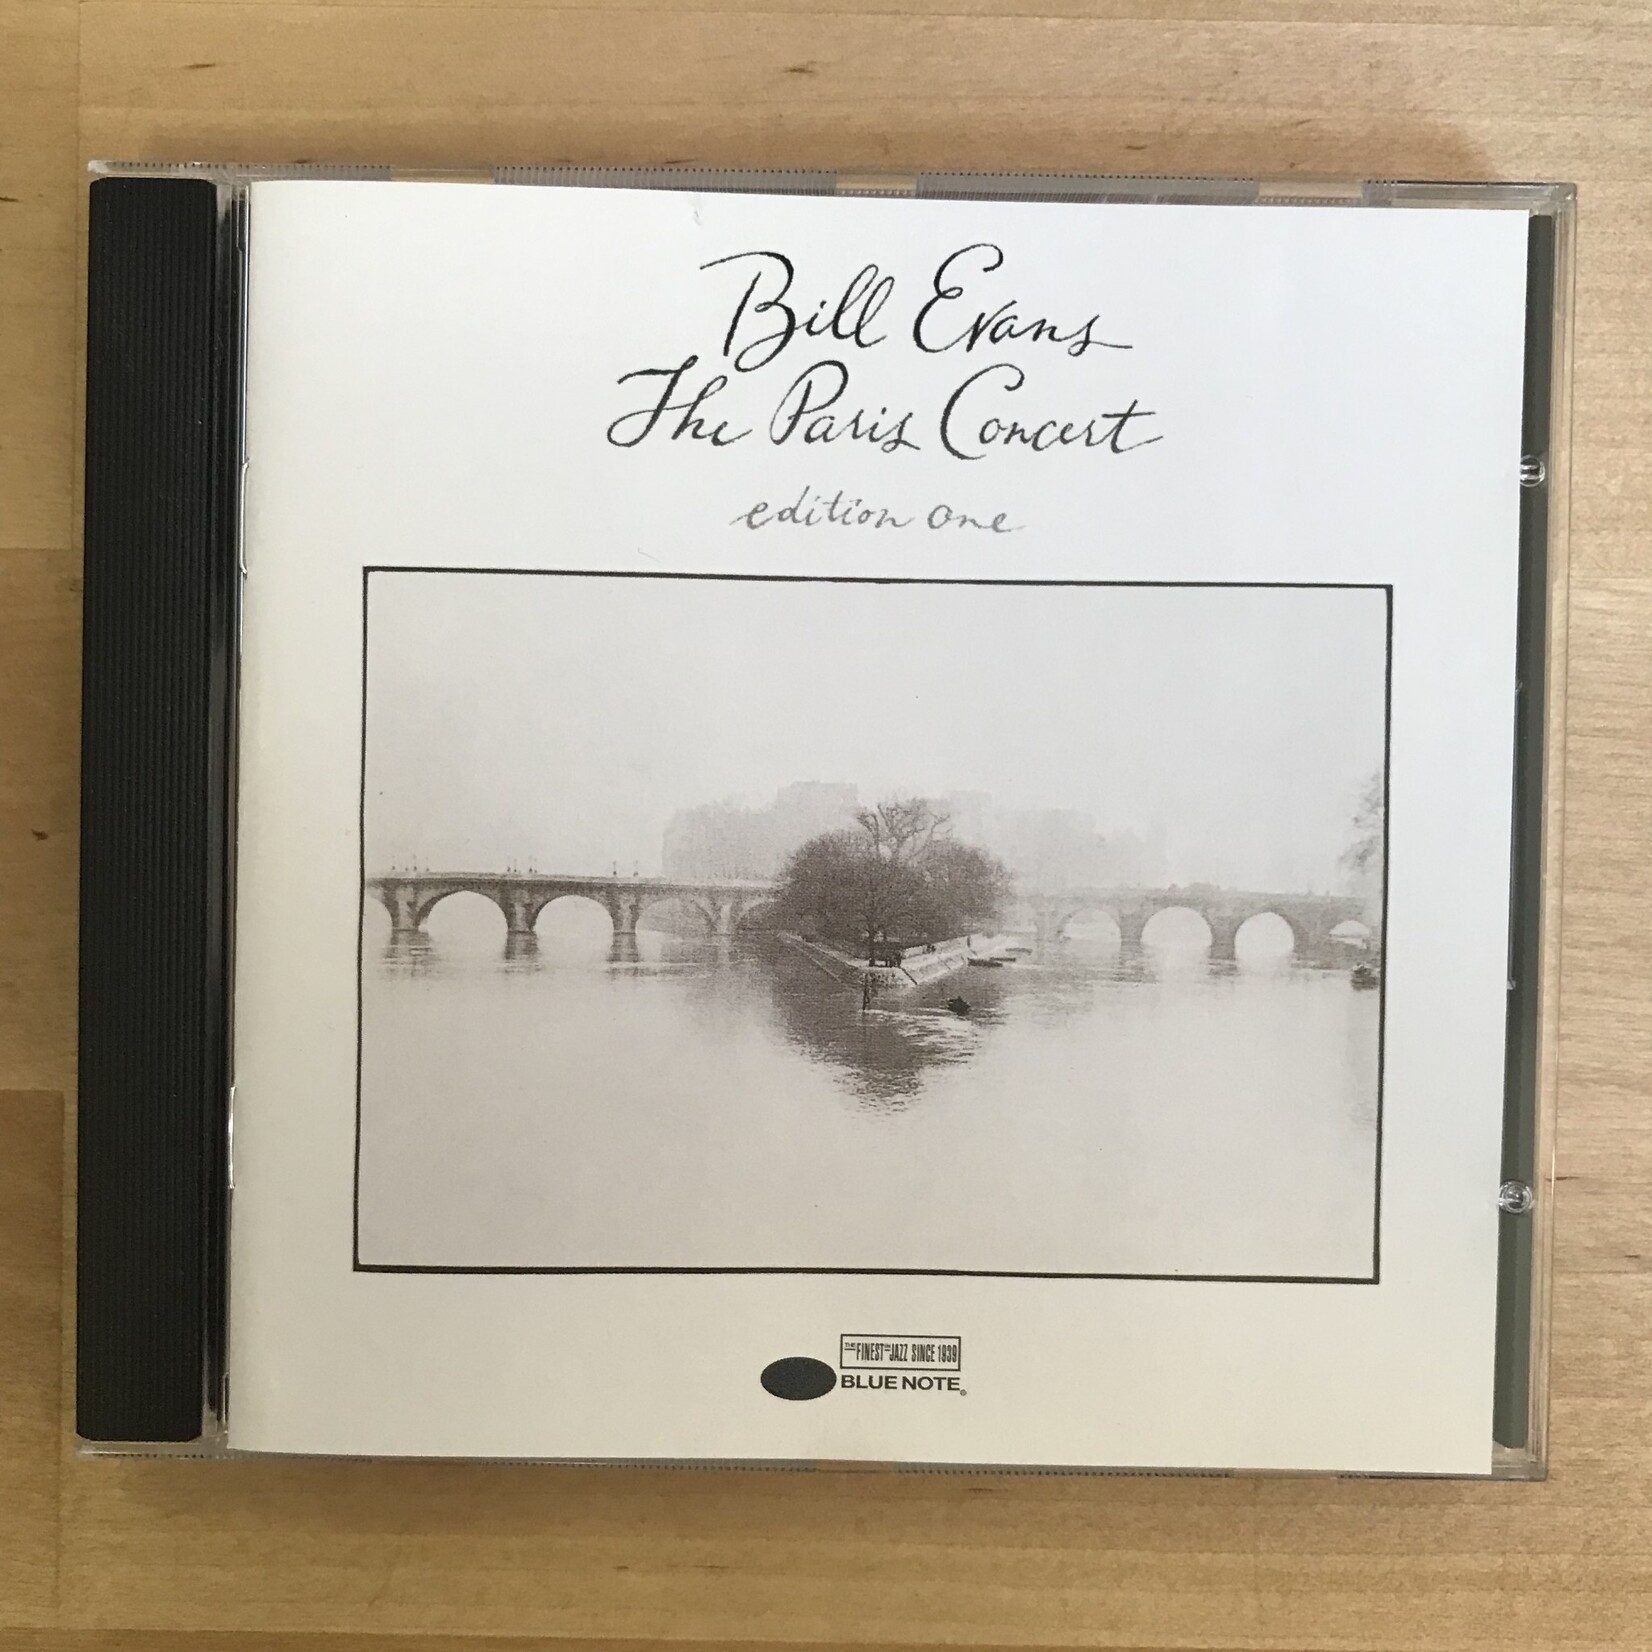 Bill Evans
The Paris Concert
edition one
THE FINEST IN JAZZ SINCE 1939
BLUE NOTE®